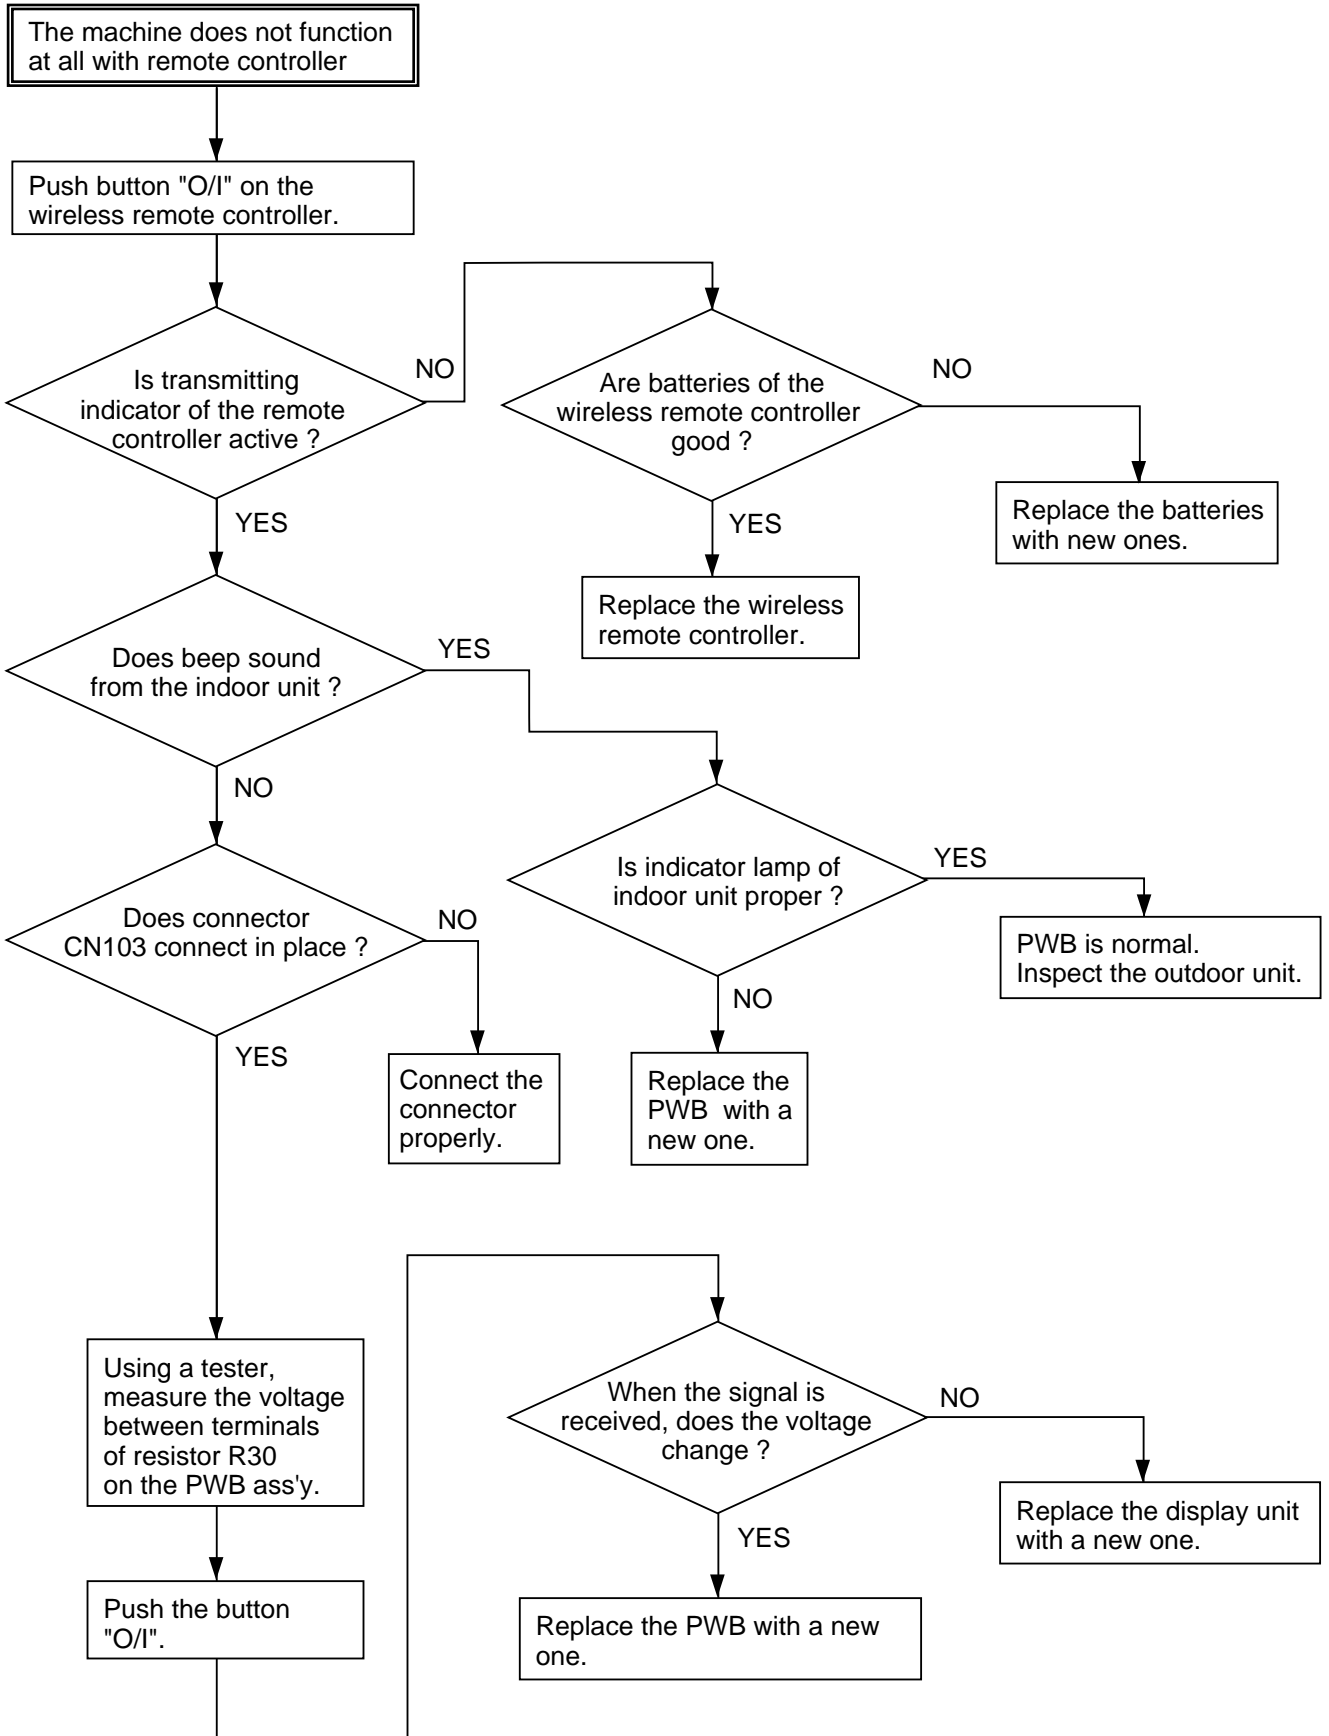 The machine does not function
at all with remote controller
Push button "O/I" on the
wireless remote controller.
Is transmitting
indicator of the remote
controller active ?
NO
YES
Are batteries of the
wireless remote controller
good ?
NO
YES
Replace the batteries
with new ones.
Replace the wireless
remote controller.
Does beep sound
from the indoor unit ?
YES
NO
Is indicator lamp of
indoor unit proper ?
YES
NO
PWB is normal.
Inspect the outdoor unit.
Does connector
CN103 connect in place ?
NO
YES
Connect the
connector
properly.
Replace the
PWB  with a
new one.
Using a tester,
measure the voltage
between terminals
of resistor R30
on the PWB ass'y.
Push the button
"O/I".
When the signal is
received, does the voltage
change ?
NO
YES
Replace the display unit
with a new one.
Replace the PWB with a new
one.